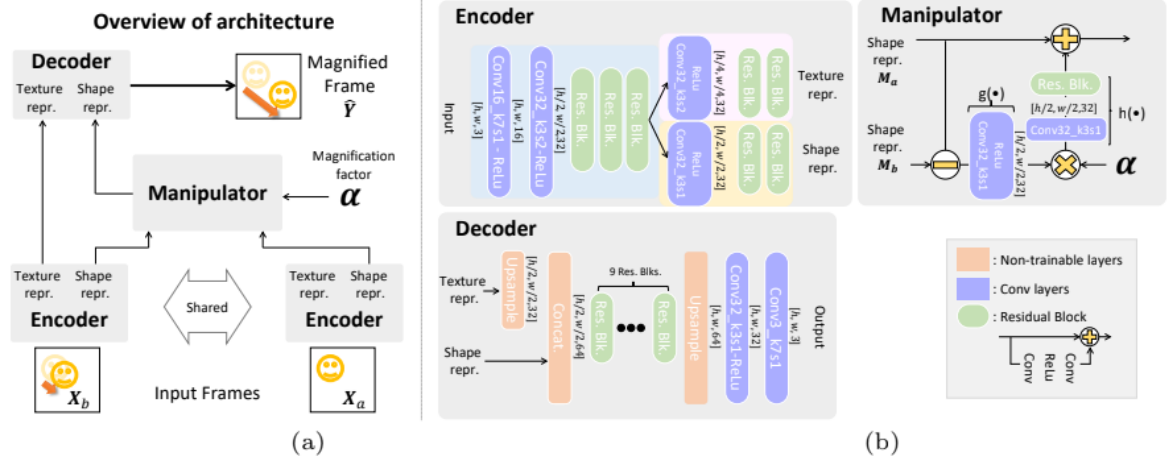 Overview of architecture
Decoder
Texture repr.
Shape repr.
Magnified Frame
Ŷ
Manipulator
Magnification factor
α
Texture repr.
Shape repr.
Encoder
Shared
Texture repr.
Shape repr.
Encoder
X_b
Input Frames
X_a
(a)
Encoder
Input
[h,w,3]
Conv16_k7s1 - ReLu
[h,w,16]
Conv32_k3s2-ReLu
[h/2,w/2,32]
Res. Blk.
Res. Blk.
Res. Blk.
ReLu
Conv32_k3s2
[h/4,w/4,32]
Res. Blk.
Res. Blk.
Texture repr.
ReLu
Conv32_k3s1
[h/2,w/2,32]
Res. Blk.
Res. Blk.
Shape repr.
Manipulator
Shape repr.
M_a
Shape repr.
M_b
g(•)
ReLu
Conv32_k3s1
[h/2,w/2,32]
Res. Blk.
[h/2,w/2,32]
Conv32_k3s1
h(•)
α
Decoder
Texture repr.
Shape repr.
Upsample
[h/2,w/2,32]
Concat.
[h/2,w/2,64]
9 Res. Blks.
Res. Blk.
Res. Blk.
Upsample
[h,w,64]
Conv32_k3s1-ReLu
[h,w,32]
Conv3_k7s1
[h,w,3]
Output
: Non-trainable layers
: Conv layers
: Residual Block
Conv
ReLu
Conv
(b)